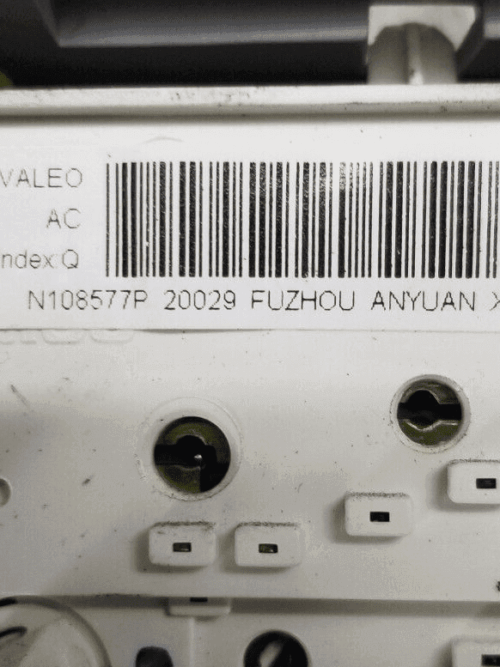 VALEO
AC
ndex:Q
N108577P 20029 FUZHOU ANYUAN X